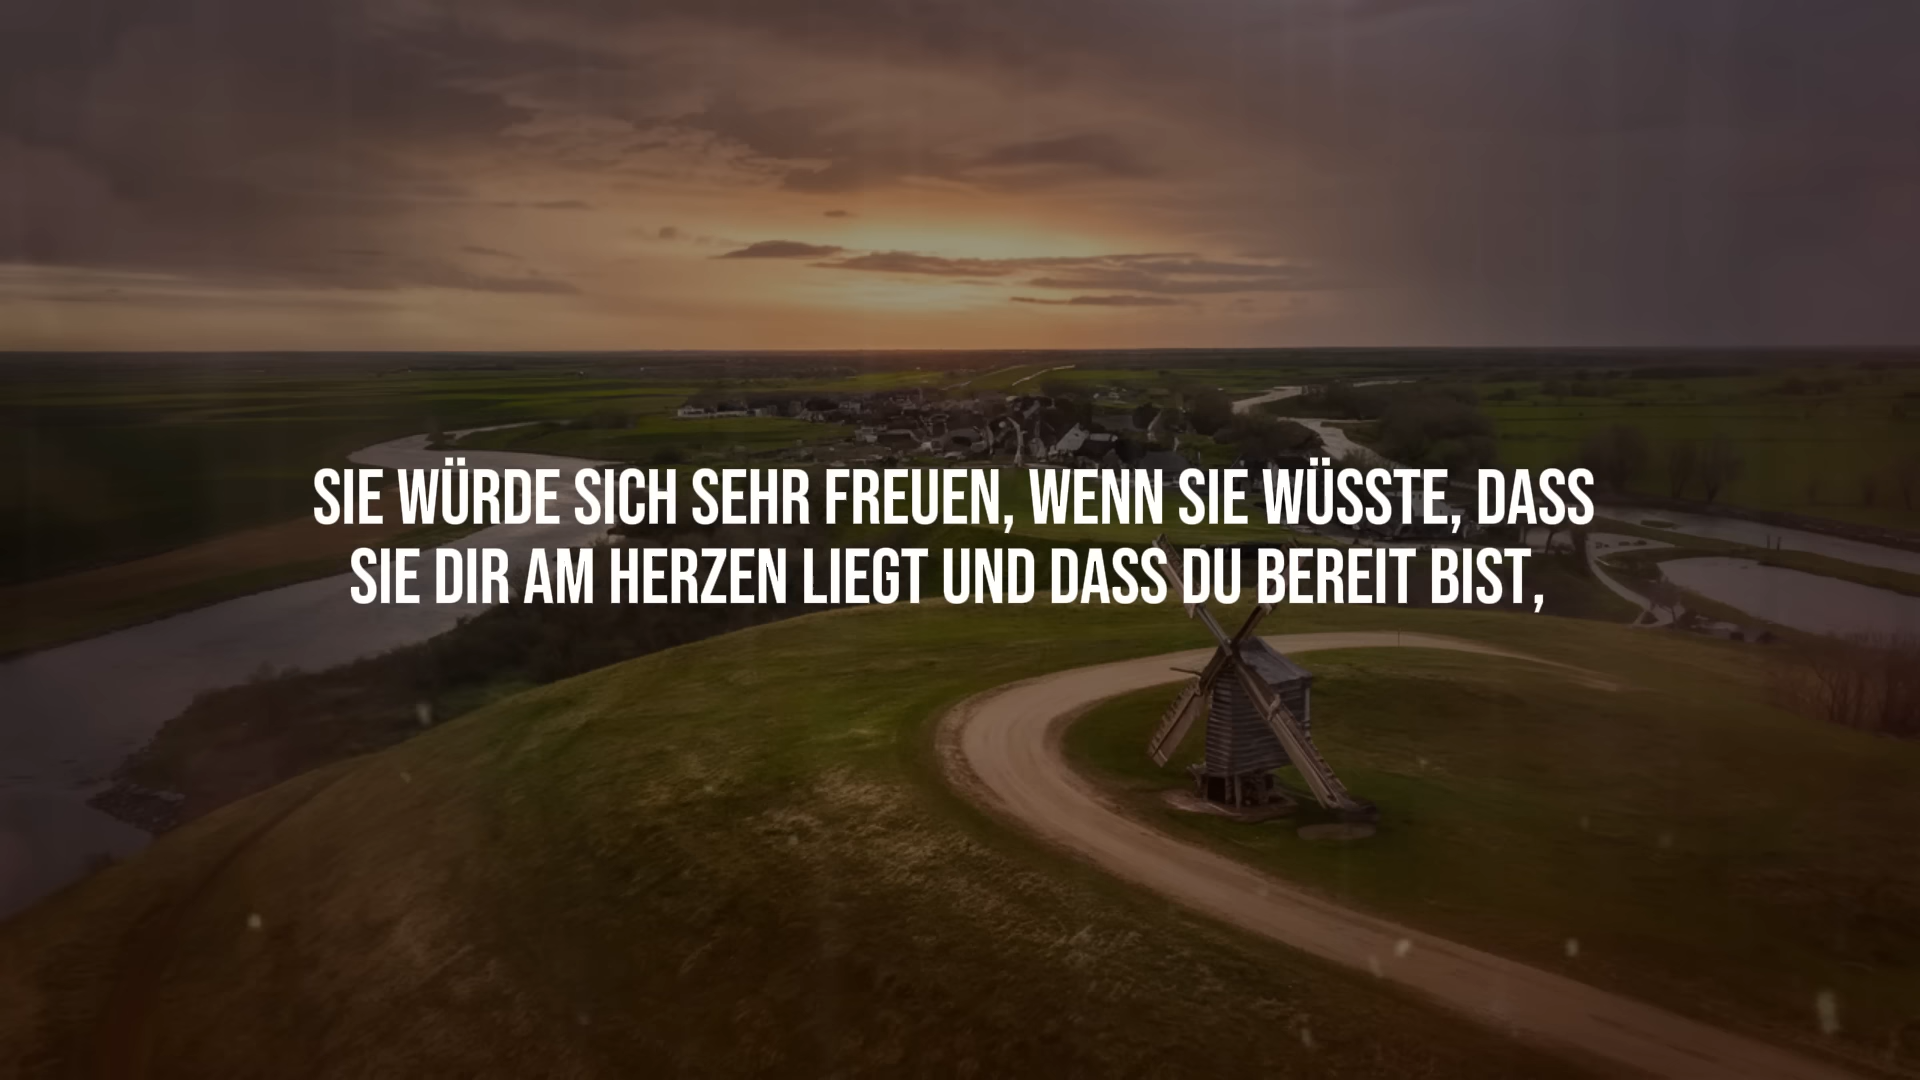 SIE WÜRDE SICH SEHR FREUEN, WENN SIE WÜSSTE, DASS
SIE DIR AM HERZEN LIEGT UND DASS DU BEREIT BIST,